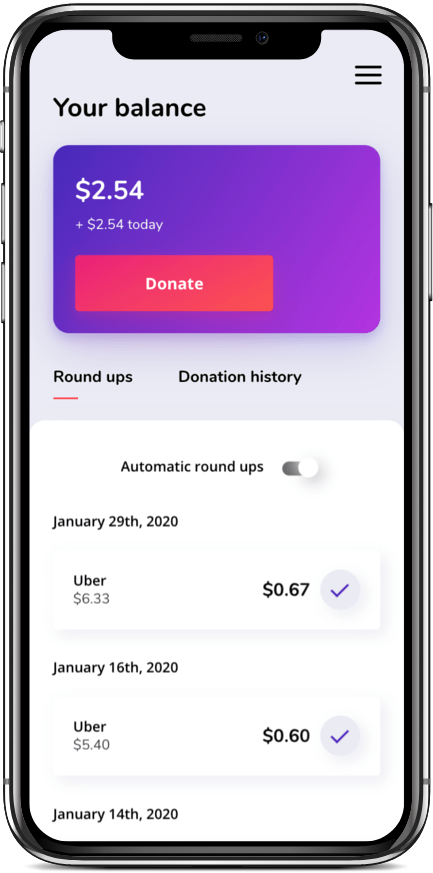 Your balance
$2.54
+ $2.54 today
Donate
Round ups Donation history
Automatic round ups
January 29th, 2020
Uber
$6.33
$0.67
January 16th, 2020
Uber
$5.40
$0.60
January 14th, 2020